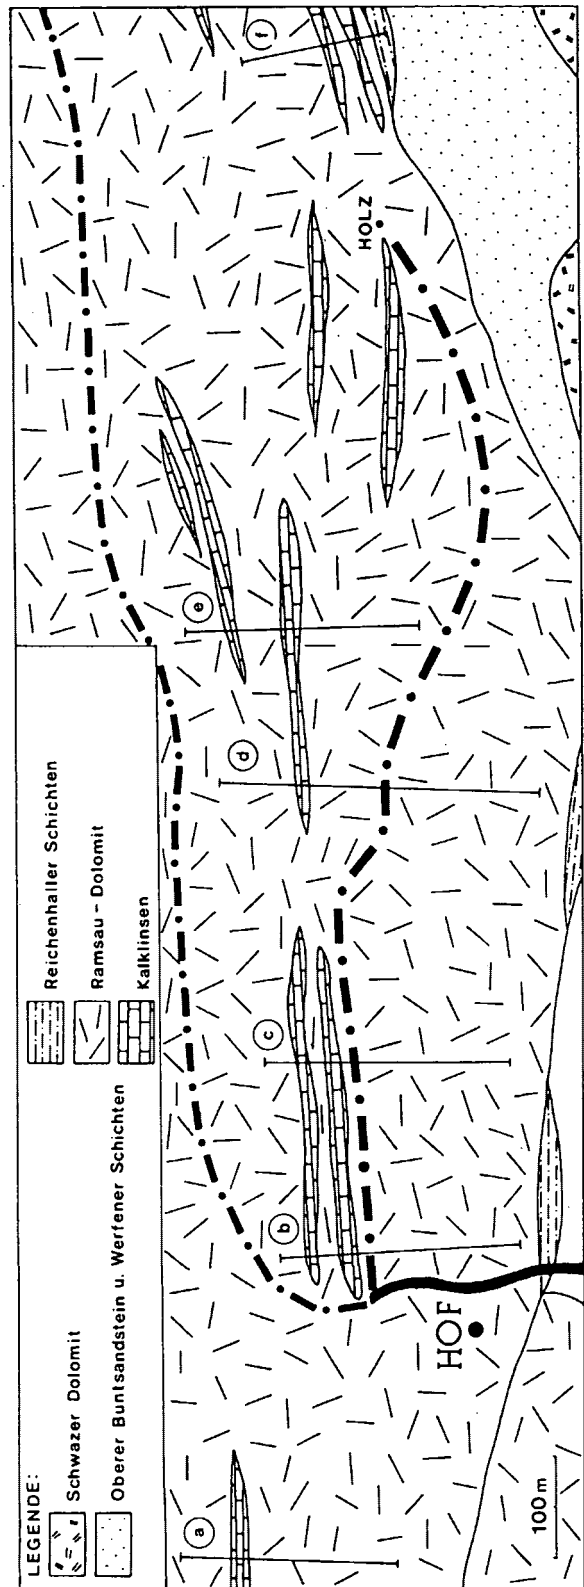 LEGENDE:
Schwazer Dolomit
Oberer Buntsandstein u. Werfener Schichten
Reichenhaller Schichten
Ramsau - Dolomit
Kalklinsen
a
b
c
d
e
f
HOF
HOLZ
100 m